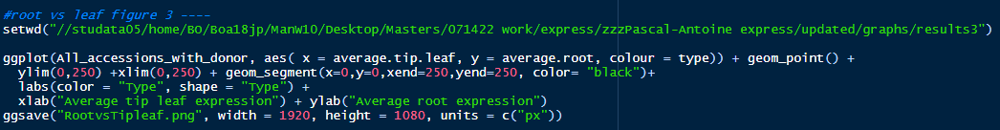 #root vs leaf figure 3 ----
setwd("//studata05/home/BO/Boa18jp/ManW10/Desktop/Masters/071422 work/express/zzzPascal-Antoine express/updated/graphs/results3")
ggplot(All_accessions_with_donor, aes( x = average.tip.leaf, y = average.root, colour = type)) + geom_point() +
ylim(0,250) +xlim(0,250) + geom_segment(x=0,y=0,xend=250,yend=250, color= "black")+
labs(color = "Type", shape = "Type") +
xlab("Average tip leaf expression") + ylab("Average root expression")
ggsave("RootvsTipleaf.png", width = 1920, height = 1080, units = c("px"))